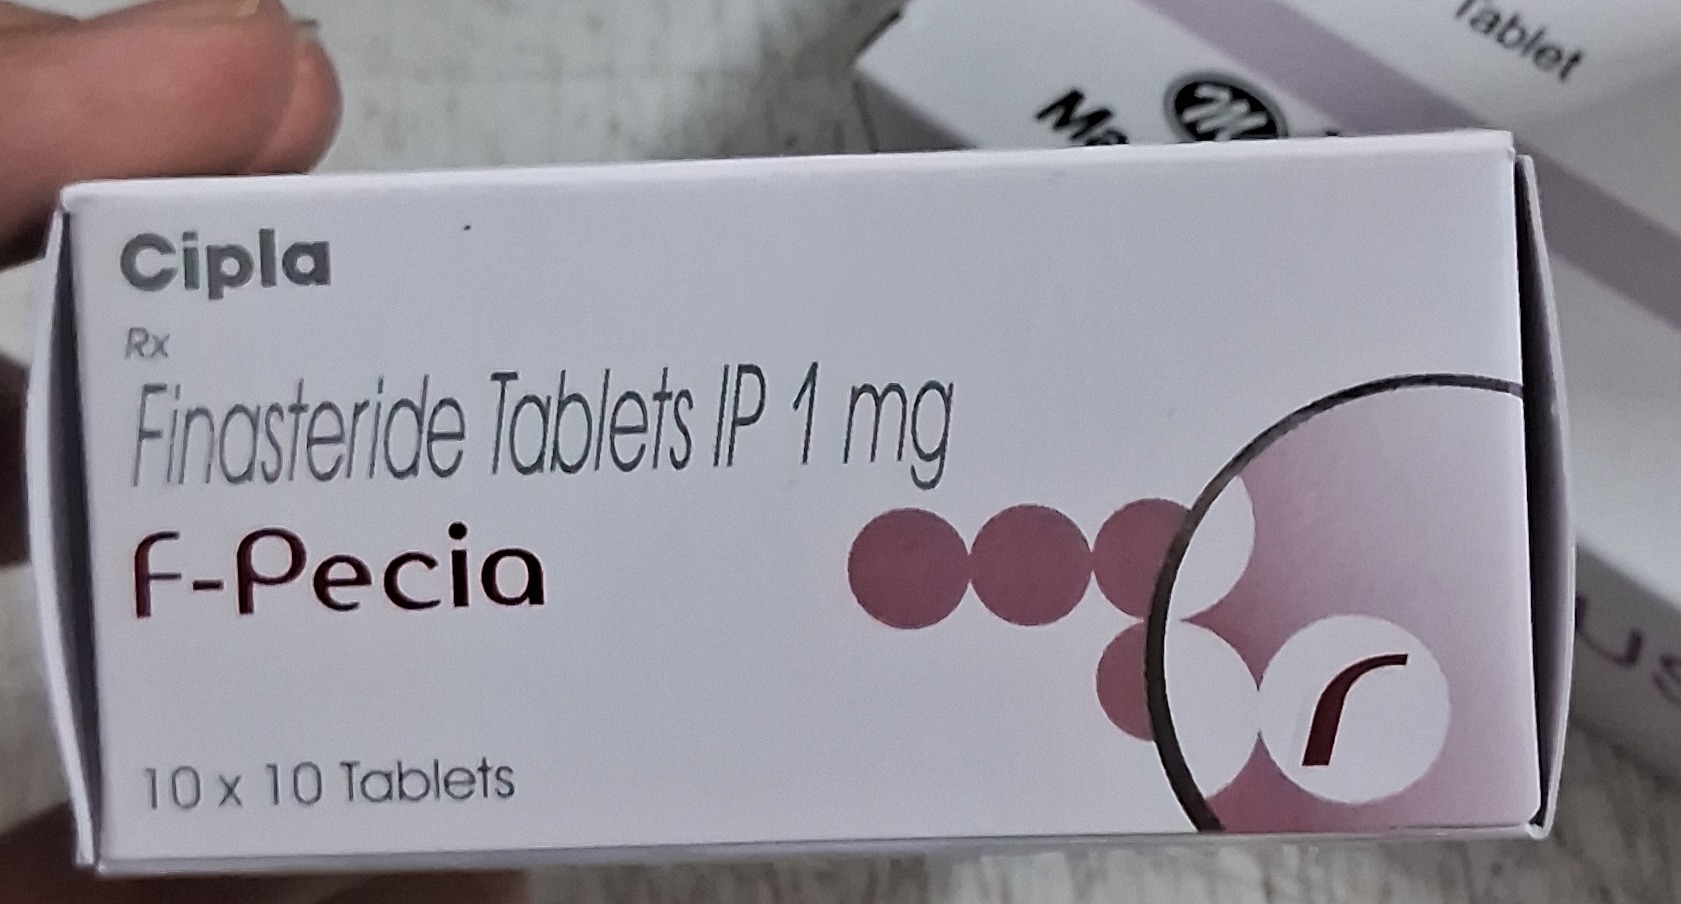 Tablet
Cipla
Rx
Finasteride Tablets IP 1 mg
F-Pecia
10 x 10 Tablets